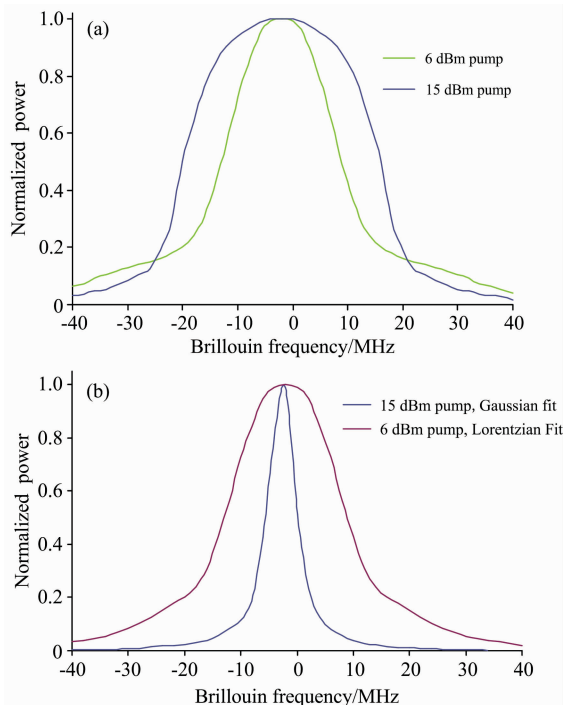 (a)
1.0
0.8
0.6
0.4
0.2
0
Normalized power
6 dBm pump
15 dBm pump
-40 -30 -20 -10 0 10 20 30 40
Brillouin frequency/MHz
(b)
1.0
0.8
0.6
0.4
0.2
0
Normalized power
15 dBm pump, Gaussian fit
6 dBm pump, Lorentzian Fit
-40 -30 -20 -10 0 10 20 30 40
Brillouin frequency/MHz